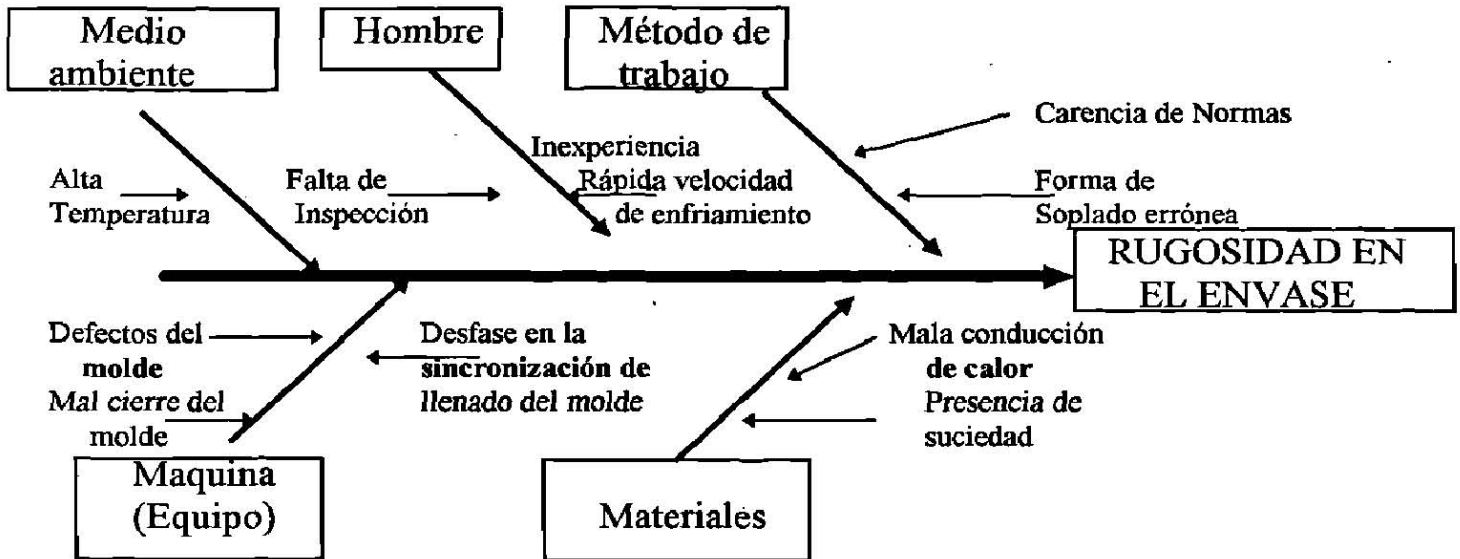 Medio
ambiente
Hombre
Método de
trabajo
Carencia de Normas
Inexperiencia
Alta
Temperatura
Falta de
Inspección
Rápida velocidad
de enfriamiento
Forma de
Soplado errónea
RUGOSIDAD EN
EL ENVASE
Defectos del
molde
Mal cierre del
molde
Desfase en la
sincronización de
llenado del molde
Mala conducción
de calor
Presencia de
suciedad
Maquina
(Equipo)
Materiales